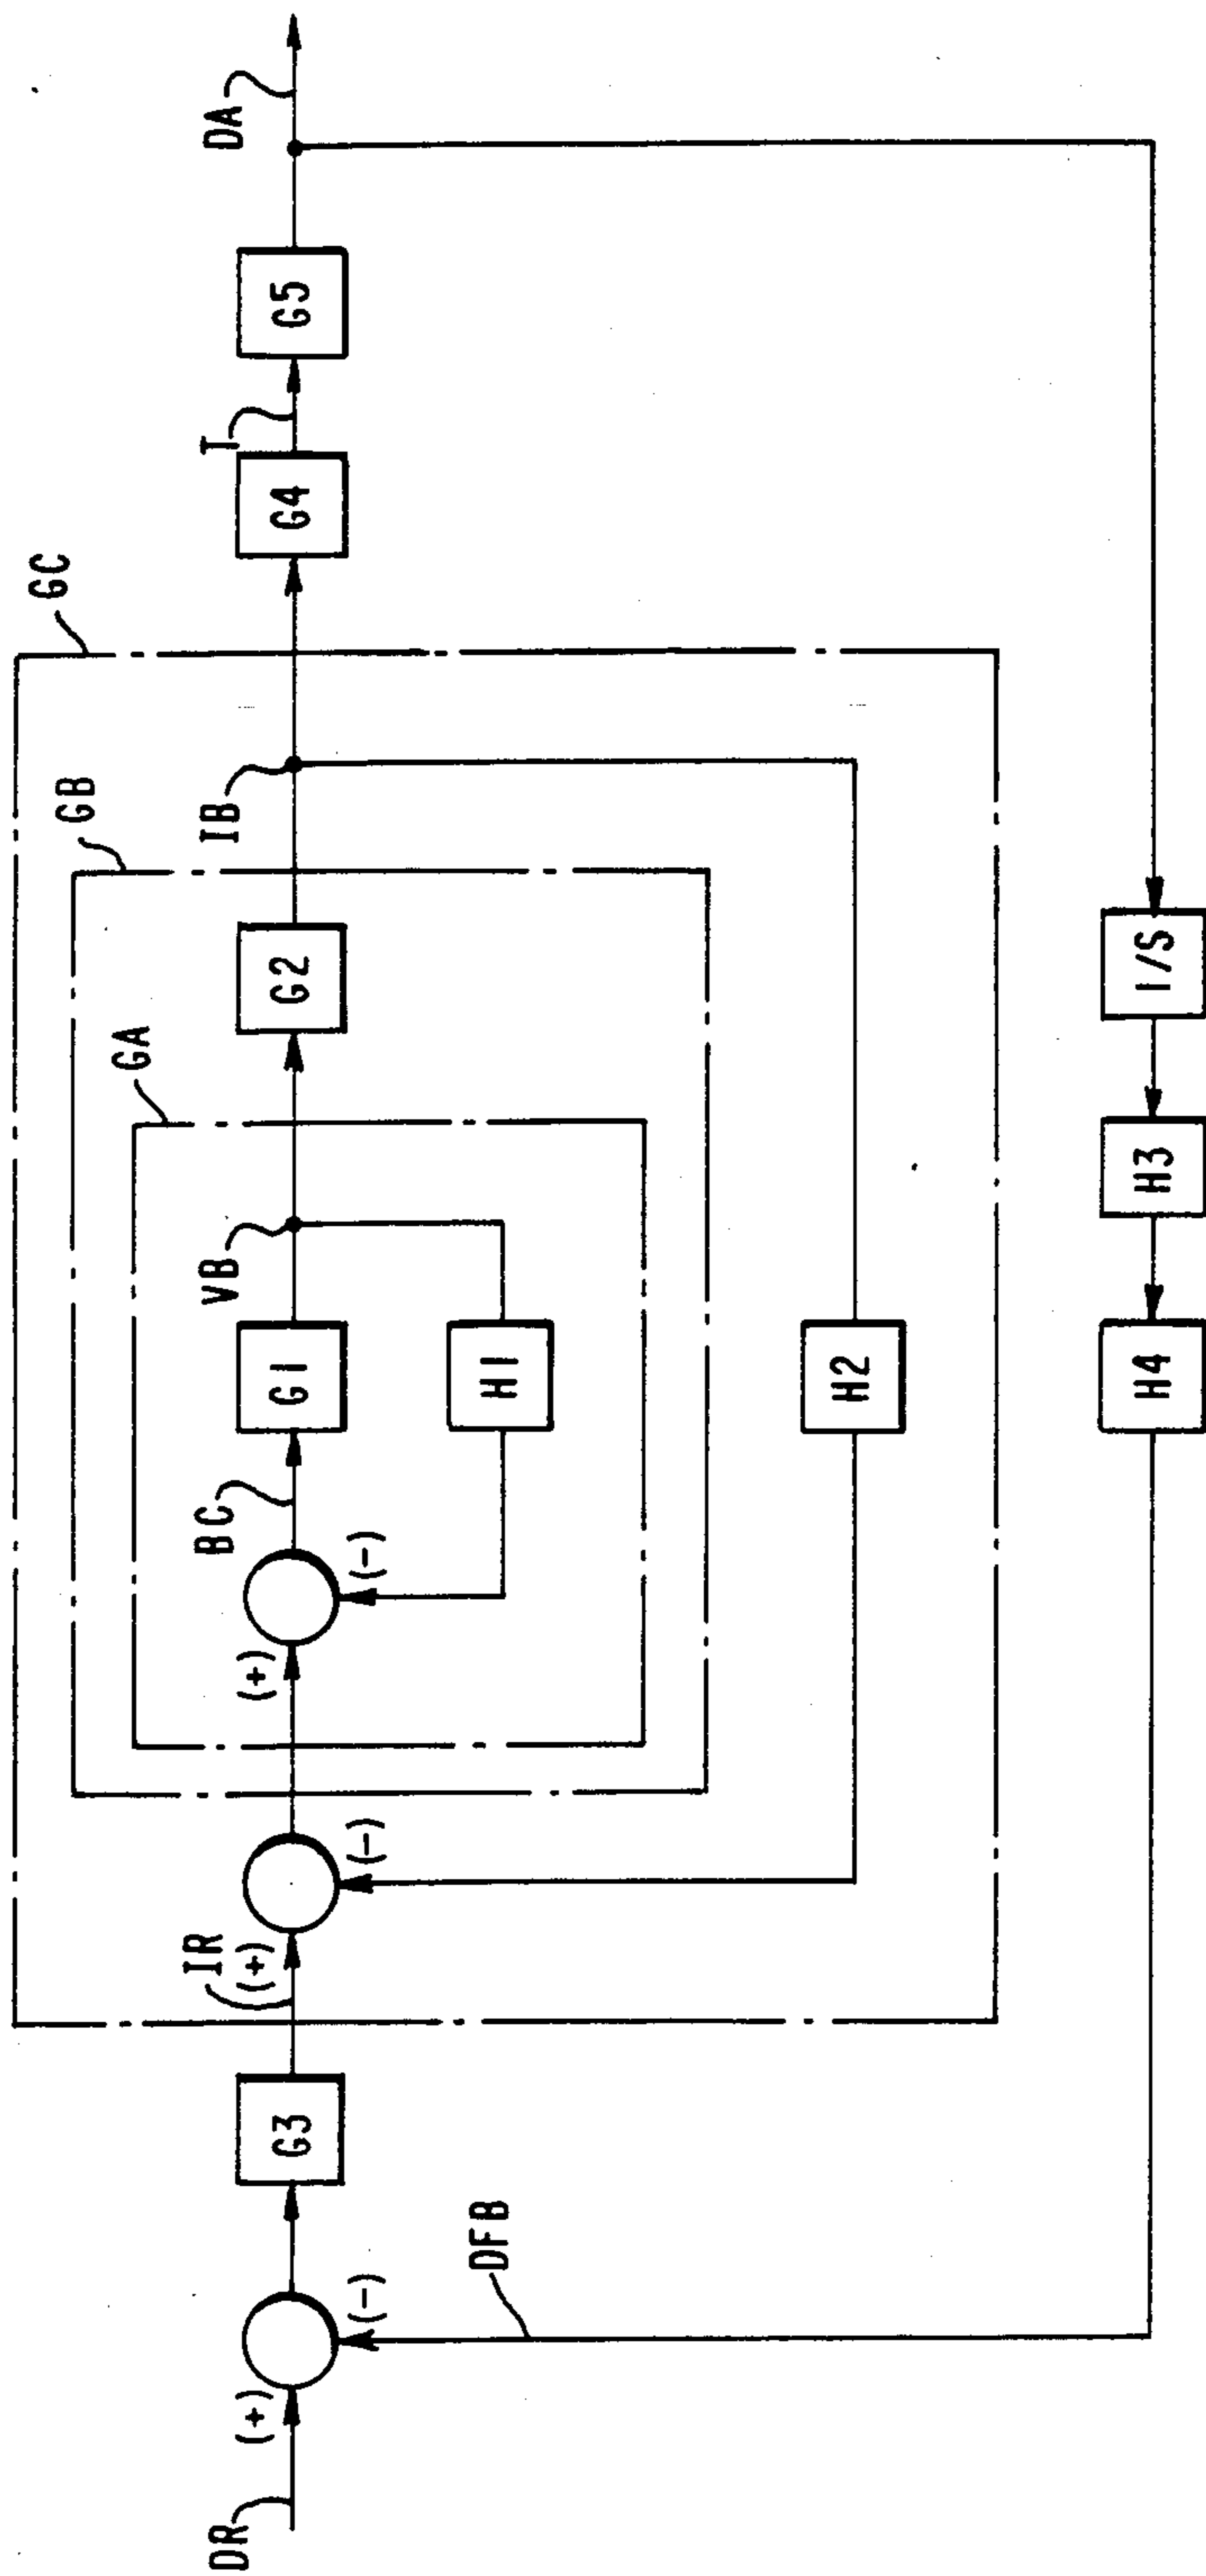 DR
(+)
(-)
DFB
G3
IR
(+)
(-)
(+)
(-)
BC
G1
H1
VB
GA
G2
GB
IB
H2
GC
G4
T
G5
DA
1/S
H3
H4